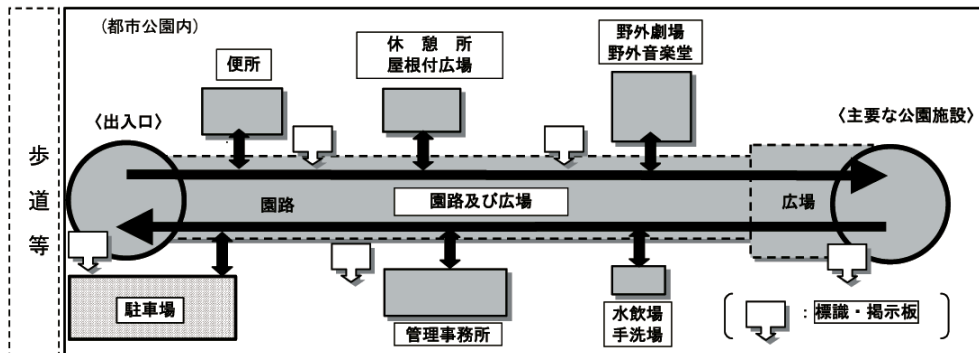 (都市公園内)
歩道等
便所
休憩所
屋根付広場
野外劇場
野外音楽堂
〈出入口〉
〈主要な公園施設〉
園路
園路及び広場
広場
駐車場
管理事務所
水飲場
手洗場
:標識・掲示板